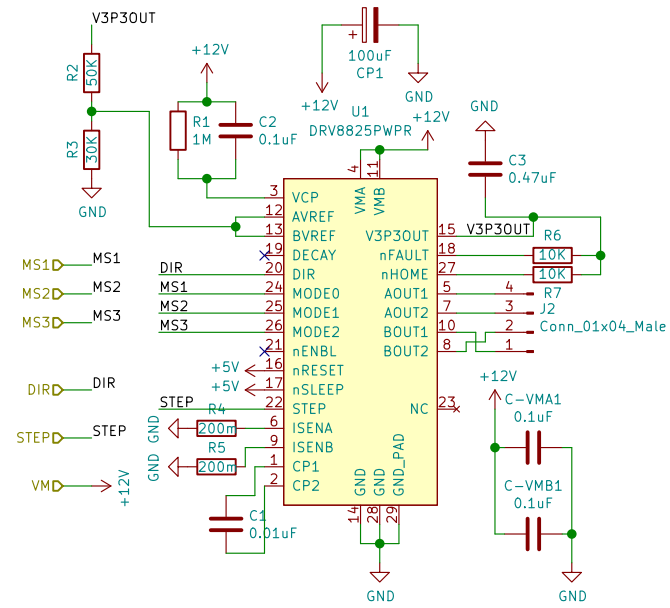 V3P3OUT
+12V
100uF
CP1
+12V
GND
R2
50K
R3
30K
GND
R1
1M
C2
0.1uF
U1
DRV8825PWPR
+12V
GND
C3
0.47uF
4
11
VMA
VMB
3
VCP
12
AVREF
13
BVREF
19
DECAY
DIR
20
DIR
MS1
24
MODE0
MS2
25
MODE1
MS3
26
MODE2
21
nENBL
+5V
16
nRESET
+5V
17
nSLEEP
STEP
22
STEP
GND
R4
200m
6
ISENA
GND
R5
200m
9
ISENB
1
CP1
2
CP2
C1
0.01uF
V3P3OUT
15
V3P3OUT
nFAULT
18
R6
10K
nHOME
27
10K
R7
AOUT1
5
4
AOUT2
7
3
J2
Conn_01x04_Male
BOUT1
10
2
BOUT2
8
1
NC
23
GND
GND
GND_PAD
14
28
29
GND
+12V
C-VMA1
0.1uF
C-VMB1
0.1uF
GND
MS1
MS1
MS2
MS2
MS3
MS3
DIR
DIR
STEP
STEP
VM
+12V